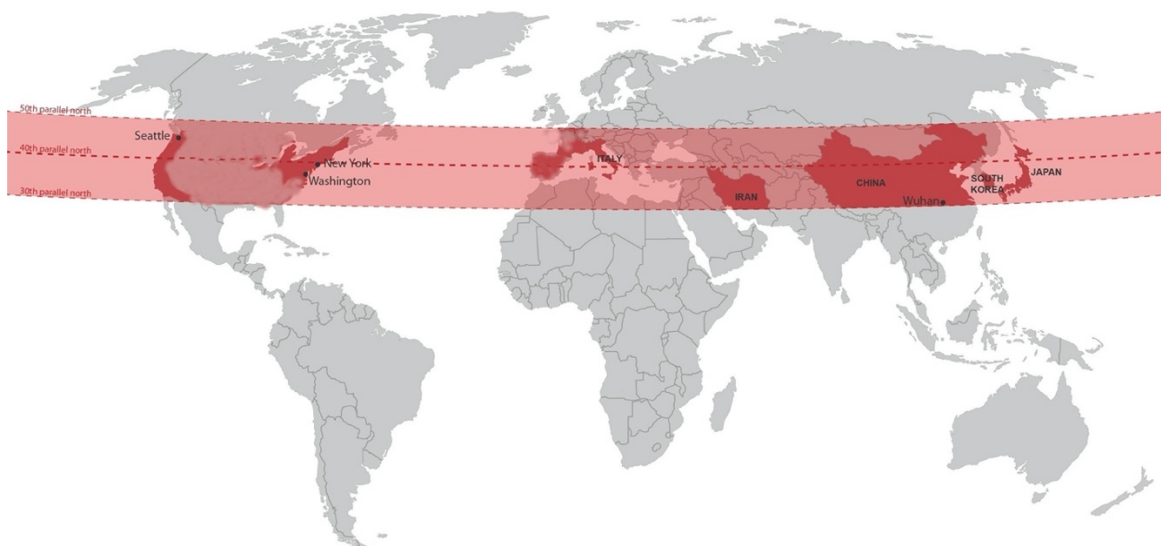 50th parallel north
Seattle
40th parallel north
New York
Washington
30th parallel north
ITALY
IRAN
CHINA
SOUTH
KOREA
JAPAN
Wuhan